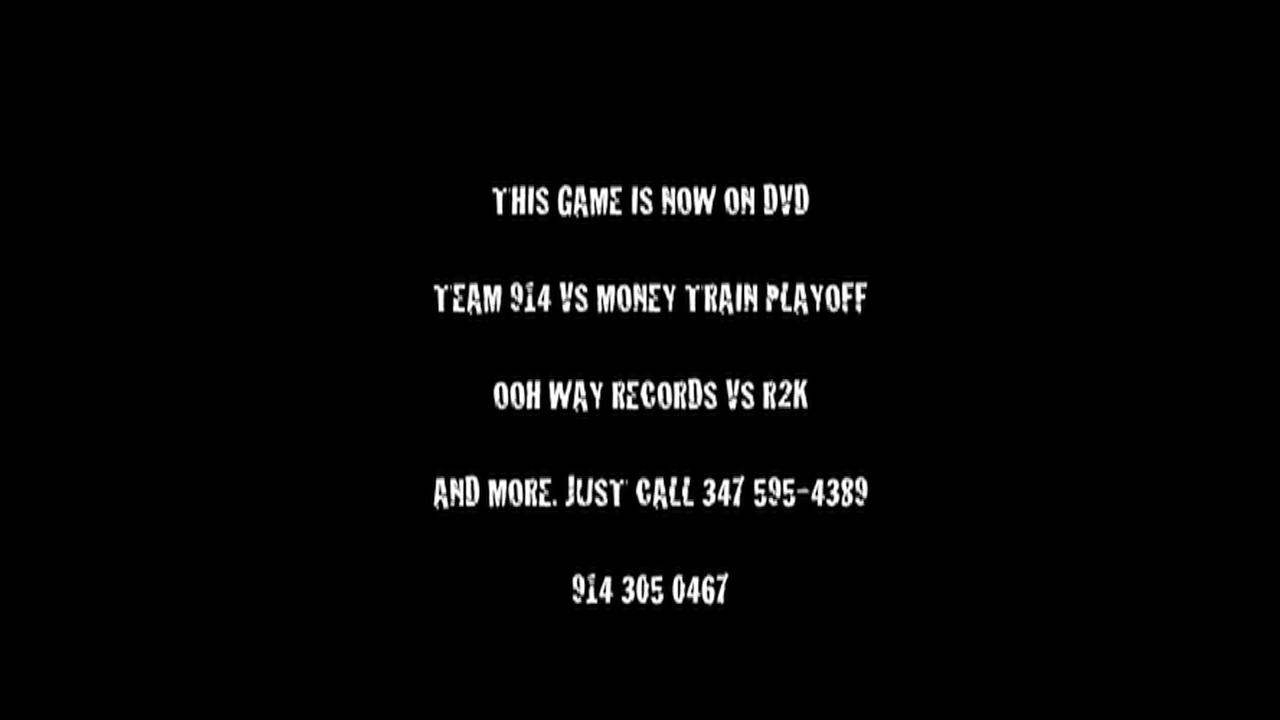 THIS GAME IS NOW ON DVD
TEAM 914 VS MONEY TRAIN PLAYOFF
OOH WAY RECORDS VS R2K
AND MORE. JUST CALL 347 595-4389
914 305 0467